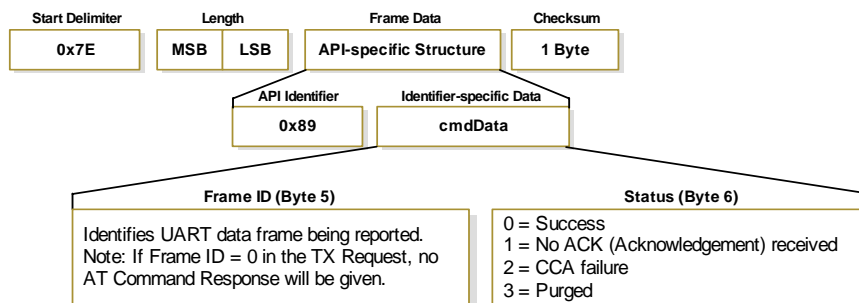 Start Delimiter Length Frame Data Checksum
0x7E MSB LSB API-specific Structure 1 Byte
API Identifier Identifier-specific Data
0x89 cmdData
Frame ID (Byte 5)
Identifies UART data frame being reported.
Note: If Frame ID = 0 in the TX Request, no
AT Command Response will be given.
Status (Byte 6)
0 = Success
1 = No ACK (Acknowledgement) received
2 = CCA failure
3 = Purged